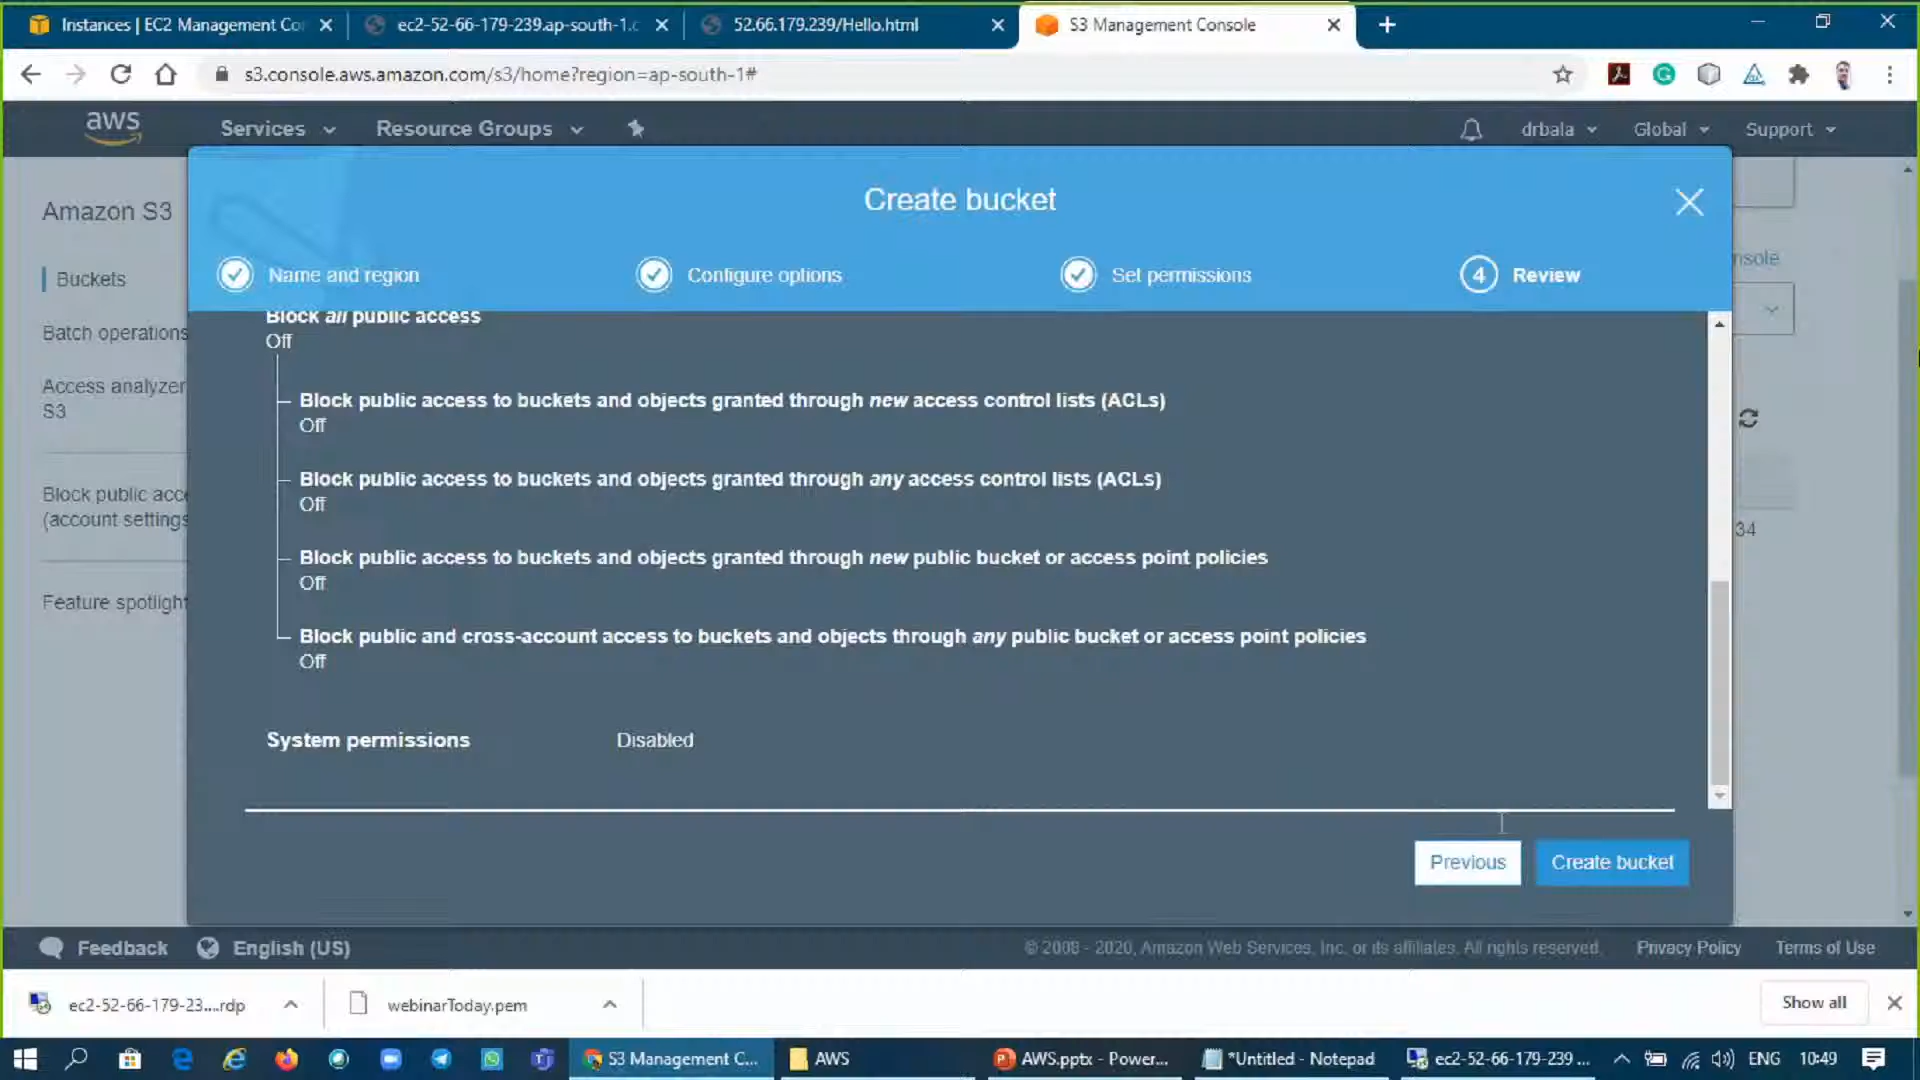 Instances | EC2 Management Co
ec2-52-66-179-239.ap-south-1.c
52.66.179.239/Hello.html
S3 Management Console
s3.console.aws.amazon.com/s3/home?region=ap-south-1#
aws
Services
Resource Groups
drbala
Global
Support
Create bucket
Amazon S3
Name and region
Configure options
Set permissions
4
Review
nsole
Buckets
Block all public access
Off
Batch operations
Block public access to buckets and objects granted through new access control lists (ACLs)
Off
Access analyzer
S3
Block public access to buckets and objects granted through any access control lists (ACLs)
Off
Block public acce
(account settings
34
Block public access to buckets and objects granted through new public bucket or access point policies
Off
Feature spotlight
Block public and cross-account access to buckets and objects through any public bucket or access point policies
Off
System permissions
Disabled
Previous
Create bucket
Feedback
English (US)
© 2008 - 2020, Amazon Web Services, Inc. or its affiliates. All rights reserved.
Privacy Policy
Terms of Use
ec2-52-66-179-23....rdp
webinarToday.pem
Show all
S3 Management C...
AWS
AWS.pptx - Power...
*Untitled - Notepad
ec2-52-66-179-239 ...
ENG
10:49